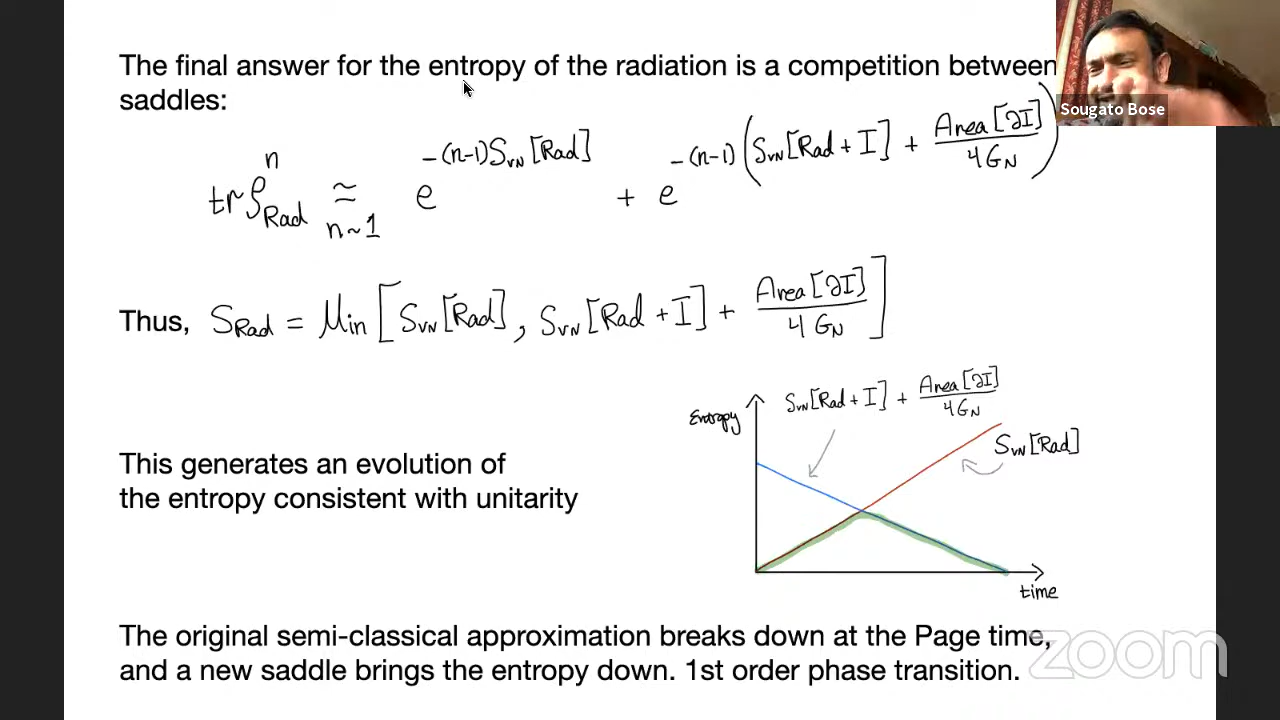 The final answer for the entropy of the radiation is a competition between
saddles:
Sougato Bose
tr ρ_Rad^n ≈_{n~1} e^{-(n-1) S_VN[Rad]} + e^{-(n-1) (S_VN[Rad + I] + Area[∂I]/4G_N)}
Thus, S_Rad = Min [S_VN[Rad], S_VN[Rad + I] + Area[∂I]/4G_N]
S_VN[Rad + I] + Area[∂I]/4G_N
Entropy
S_VN[Rad]
This generates an evolution of
the entropy consistent with unitarity
time
The original semi-classical approximation breaks down at the Page time,
and a new saddle brings the entropy down. 1st order phase transition.
zoom